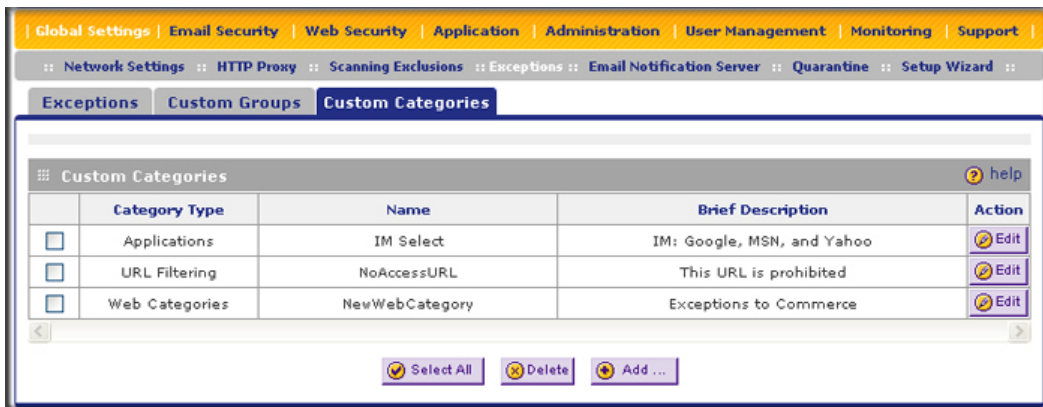 | Global Settings | Email Security | Web Security | Application | Administration | User Management | Monitoring | Support |
:: Network Settings :: HTTP Proxy :: Scanning Exclusions :: Exceptions :: Email Notification Server :: Quarantine :: Setup Wizard ::
Exceptions Custom Groups Custom Categories
Custom Categories ? help
Category Type Name Brief Description Action
Applications IM Select IM: Google, MSN, and Yahoo Edit
URL Filtering NoAccessURL This URL is prohibited Edit
Web Categories NewWebCategory Exceptions to Commerce Edit
Select All Delete Add ...